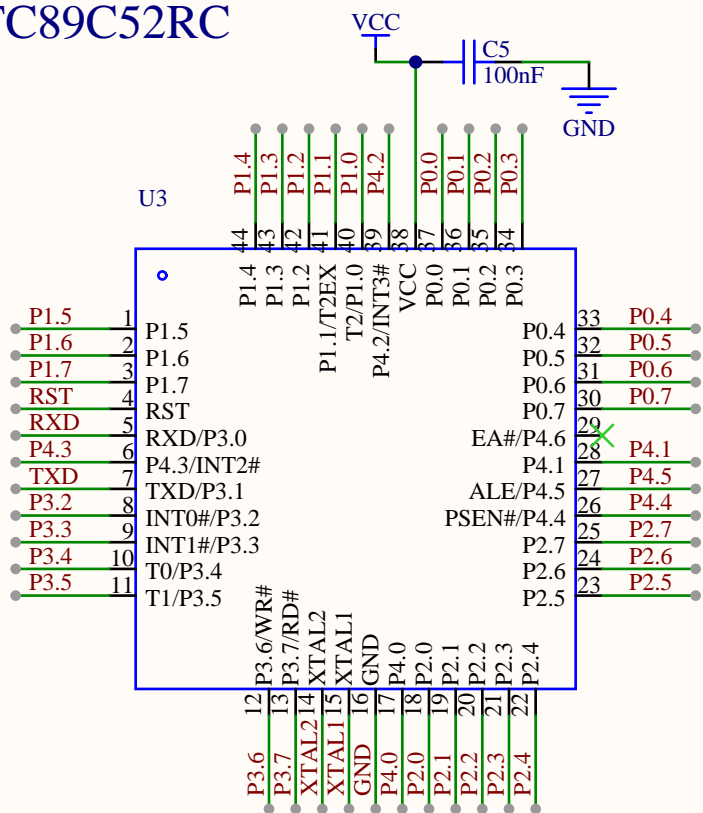 TC89C52RC
VCC
C5
100nF
GND
P1.4 P1.3 P1.2 P1.1 P1.0 P4.2 P0.0 P0.1 P0.2 P0.3
U3
44 43 42 41 40 39 38 37 36 35 34
P1.4 P1.3 P1.2 P1.1/T2EX T2/P1.0 P4.2/INT3# VCC P0.0 P0.1 P0.2 P0.3
P1.5 1 P1.5
P1.6 2 P1.6
P1.7 3 P1.7
RST 4 RST
RXD 5 RXD/P3.0
P4.3 6 P4.3/INT2#
TXD 7 TXD/P3.1
P3.2 8 INT0#/P3.2
P3.3 9 INT1#/P3.3
P3.4 10 T0/P3.4
P3.5 11 T1/P3.5
P0.4 33 P0.4
P0.5 32 P0.5
P0.6 31 P0.6
P0.7 30 P0.7
EA#/P4.6 29
P4.1 28 P4.1
ALE/P4.5 27 P4.5
PSEN#/P4.4 26 P4.4
P2.7 25 P2.7
P2.6 24 P2.6
P2.5 23 P2.5
P3.6/WR# P3.7/RD# XTAL2 XTAL1 GND P4.0 P2.0 P2.1 P2.2 P2.3 P2.4
12 13 14 15 16 17 18 19 20 21 22
P3.6 P3.7 XTAL2 XTAL1 GND P4.0 P2.0 P2.1 P2.2 P2.3 P2.4